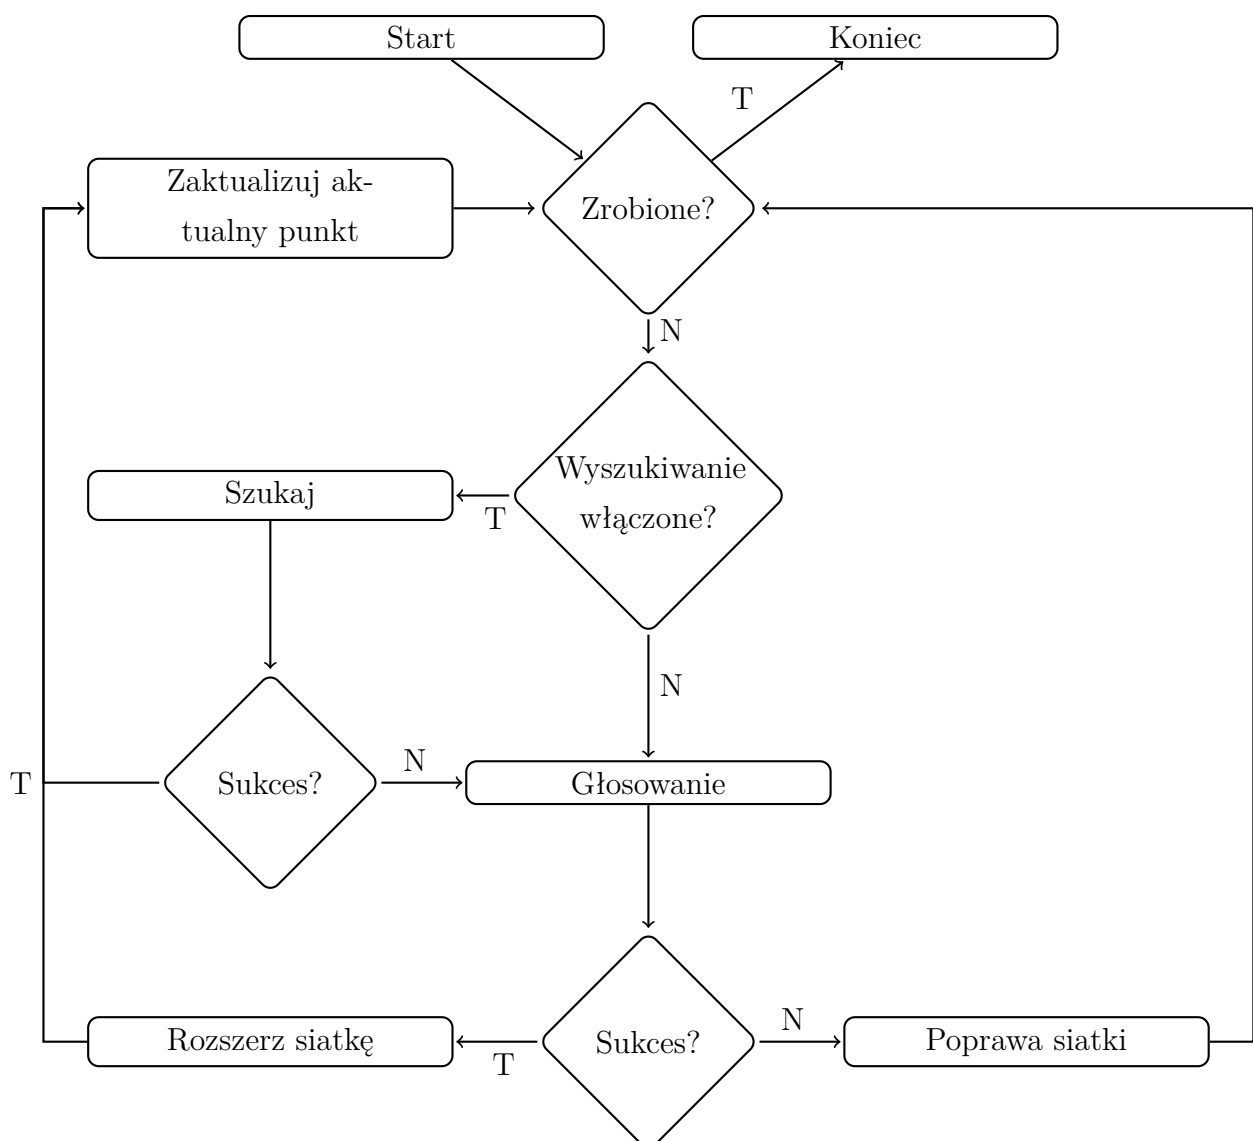 Start
Koniec
T
Zaktualizuj ak-
tualny punkt
Zrobione?
N
Wyszukiwanie
włączone?
Szukaj
T
N
T
Sukces?
N
Głosowanie
Rozszerz siatkę
T
Sukces?
N
Poprawa siatki